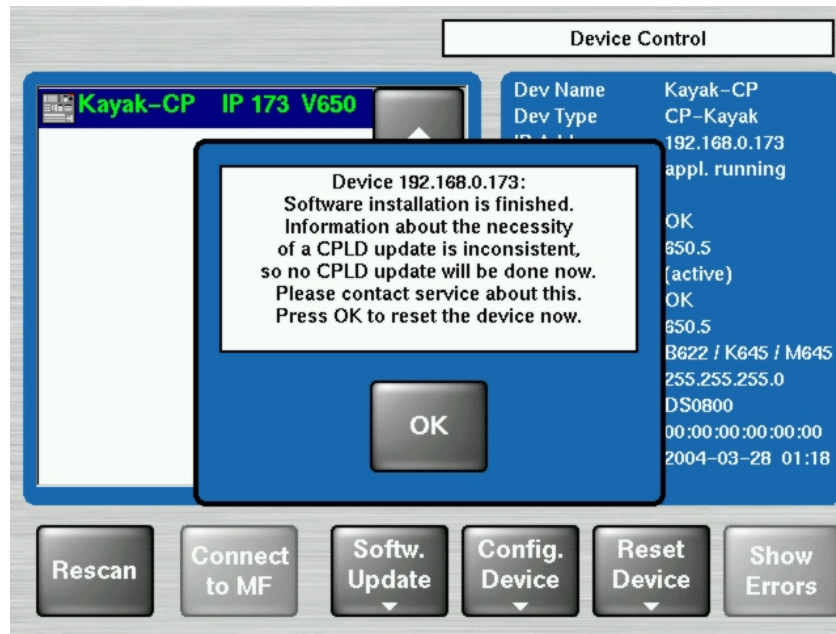 Device Control
Kayak-CP IP 173 V650
Dev Name Kayak-CP
Dev Type CP-Kayak
192.168.0.173
appl. running
OK
650.5
(active)
OK
650.5
B622 / K645 / M645
255.255.255.0
DS0800
00:00:00:00:00:00
2004-03-28 01:18
Device 192.168.0.173:
Software installation is finished.
Information about the necessity
of a CPLD update is inconsistent,
so no CPLD update will be done now.
Please contact service about this.
Press OK to reset the device now.
OK
Rescan
Connect
to MF
Softw.
Update
Config.
Device
Reset
Device
Show
Errors